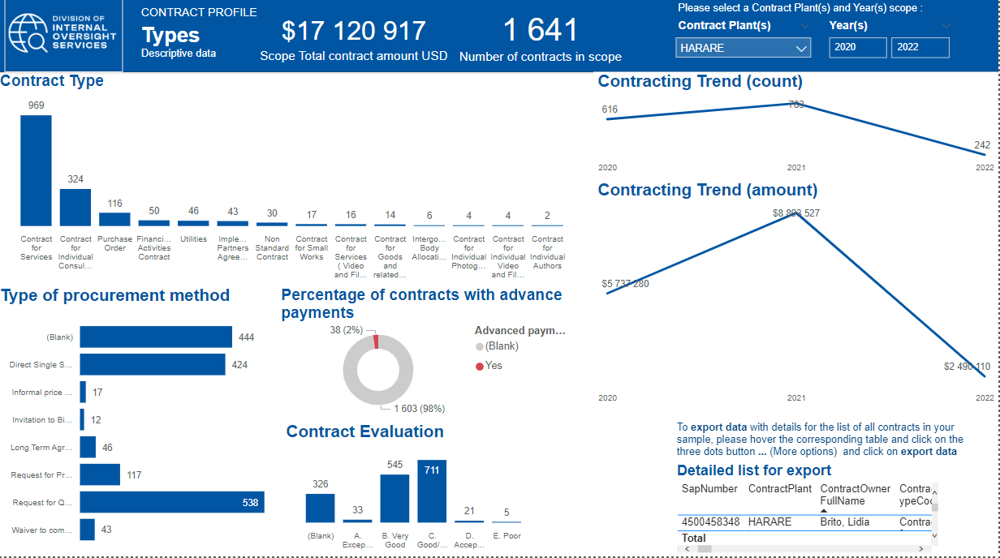 DIVISION OF
INTERNAL
OVERSIGHT
SERVICES
CONTRACT PROFILE
Types
Descriptive data
$17 120 917
Scope Total contract amount USD
1 641
Number of contracts in scope
Please select a Contract Plant(s) and Year(s) scope :
Contract Plant(s)
HARARE
Year(s)
2020
2022
Contract Type
969
324
116
50
46
43
30
17
16
14
6
4
4
2
Contract
for
Services
Contract
for
Individual
Consul...
Purchase
Order
Financi...
Activities
Contract
Utilities
Imple...
Partners
Agree...
Non
Standard
Contract
Contract
for Small
Works
Contract
for
Services
( Video
and Fil...
Contract
for
Goods
and
related...
Intergo...
Body
Allocati...
Contract
for
Individual
Photog...
Contract
for
Individual
Video
and Fil...
Contract
for
Individual
Authors
Type of procurement method
(Blank)
444
Direct Single S...
424
Informal price ...
17
Invitation to Bi...
12
Long Term Agr...
46
Request for Pr...
117
Request for Q...
538
Waiver to com...
43
Percentage of contracts with advance
payments
38 (2%)
1 603 (98%)
Advanced paym...
(Blank)
Yes
Contract Evaluation
326
33
545
711
21
5
(Blank)
A.
Excep...
B. Very
Good
C.
Good/...
D.
Accep...
E. Poor
Contracting Trend (count)
616
783
242
2020
2021
2022
Contracting Trend (amount)
$5 737 280
$8 893 527
$2 490 110
2020
2021
2022
To export data with details for the list of all contracts in your
sample, please hover the corresponding table and click on the
three dots button ... (More options) and click on export data
Detailed list for export
SapNumber
ContractPlant
ContractOwner
FullName
Contra
ypeCo
4500458348
HARARE
Brito, Lidia
Contra
Total